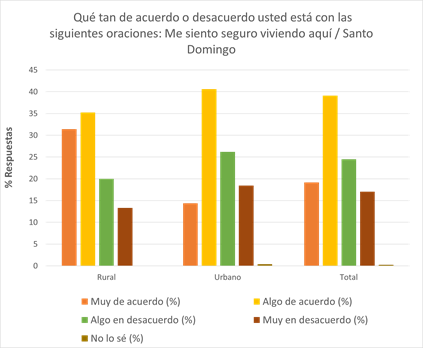 Qué tan de acuerdo o desacuerdo usted está con las
siguientes oraciones: Me siento seguro viviendo aquí / Santo
Domingo
% Respuestas
45
40
35
30
25
20
15
10
5
0
Rural
Urbano
Total
Muy de acuerdo (%)
Algo de acuerdo (%)
Algo en desacuerdo (%)
Muy en desacuerdo (%)
No lo sé (%)